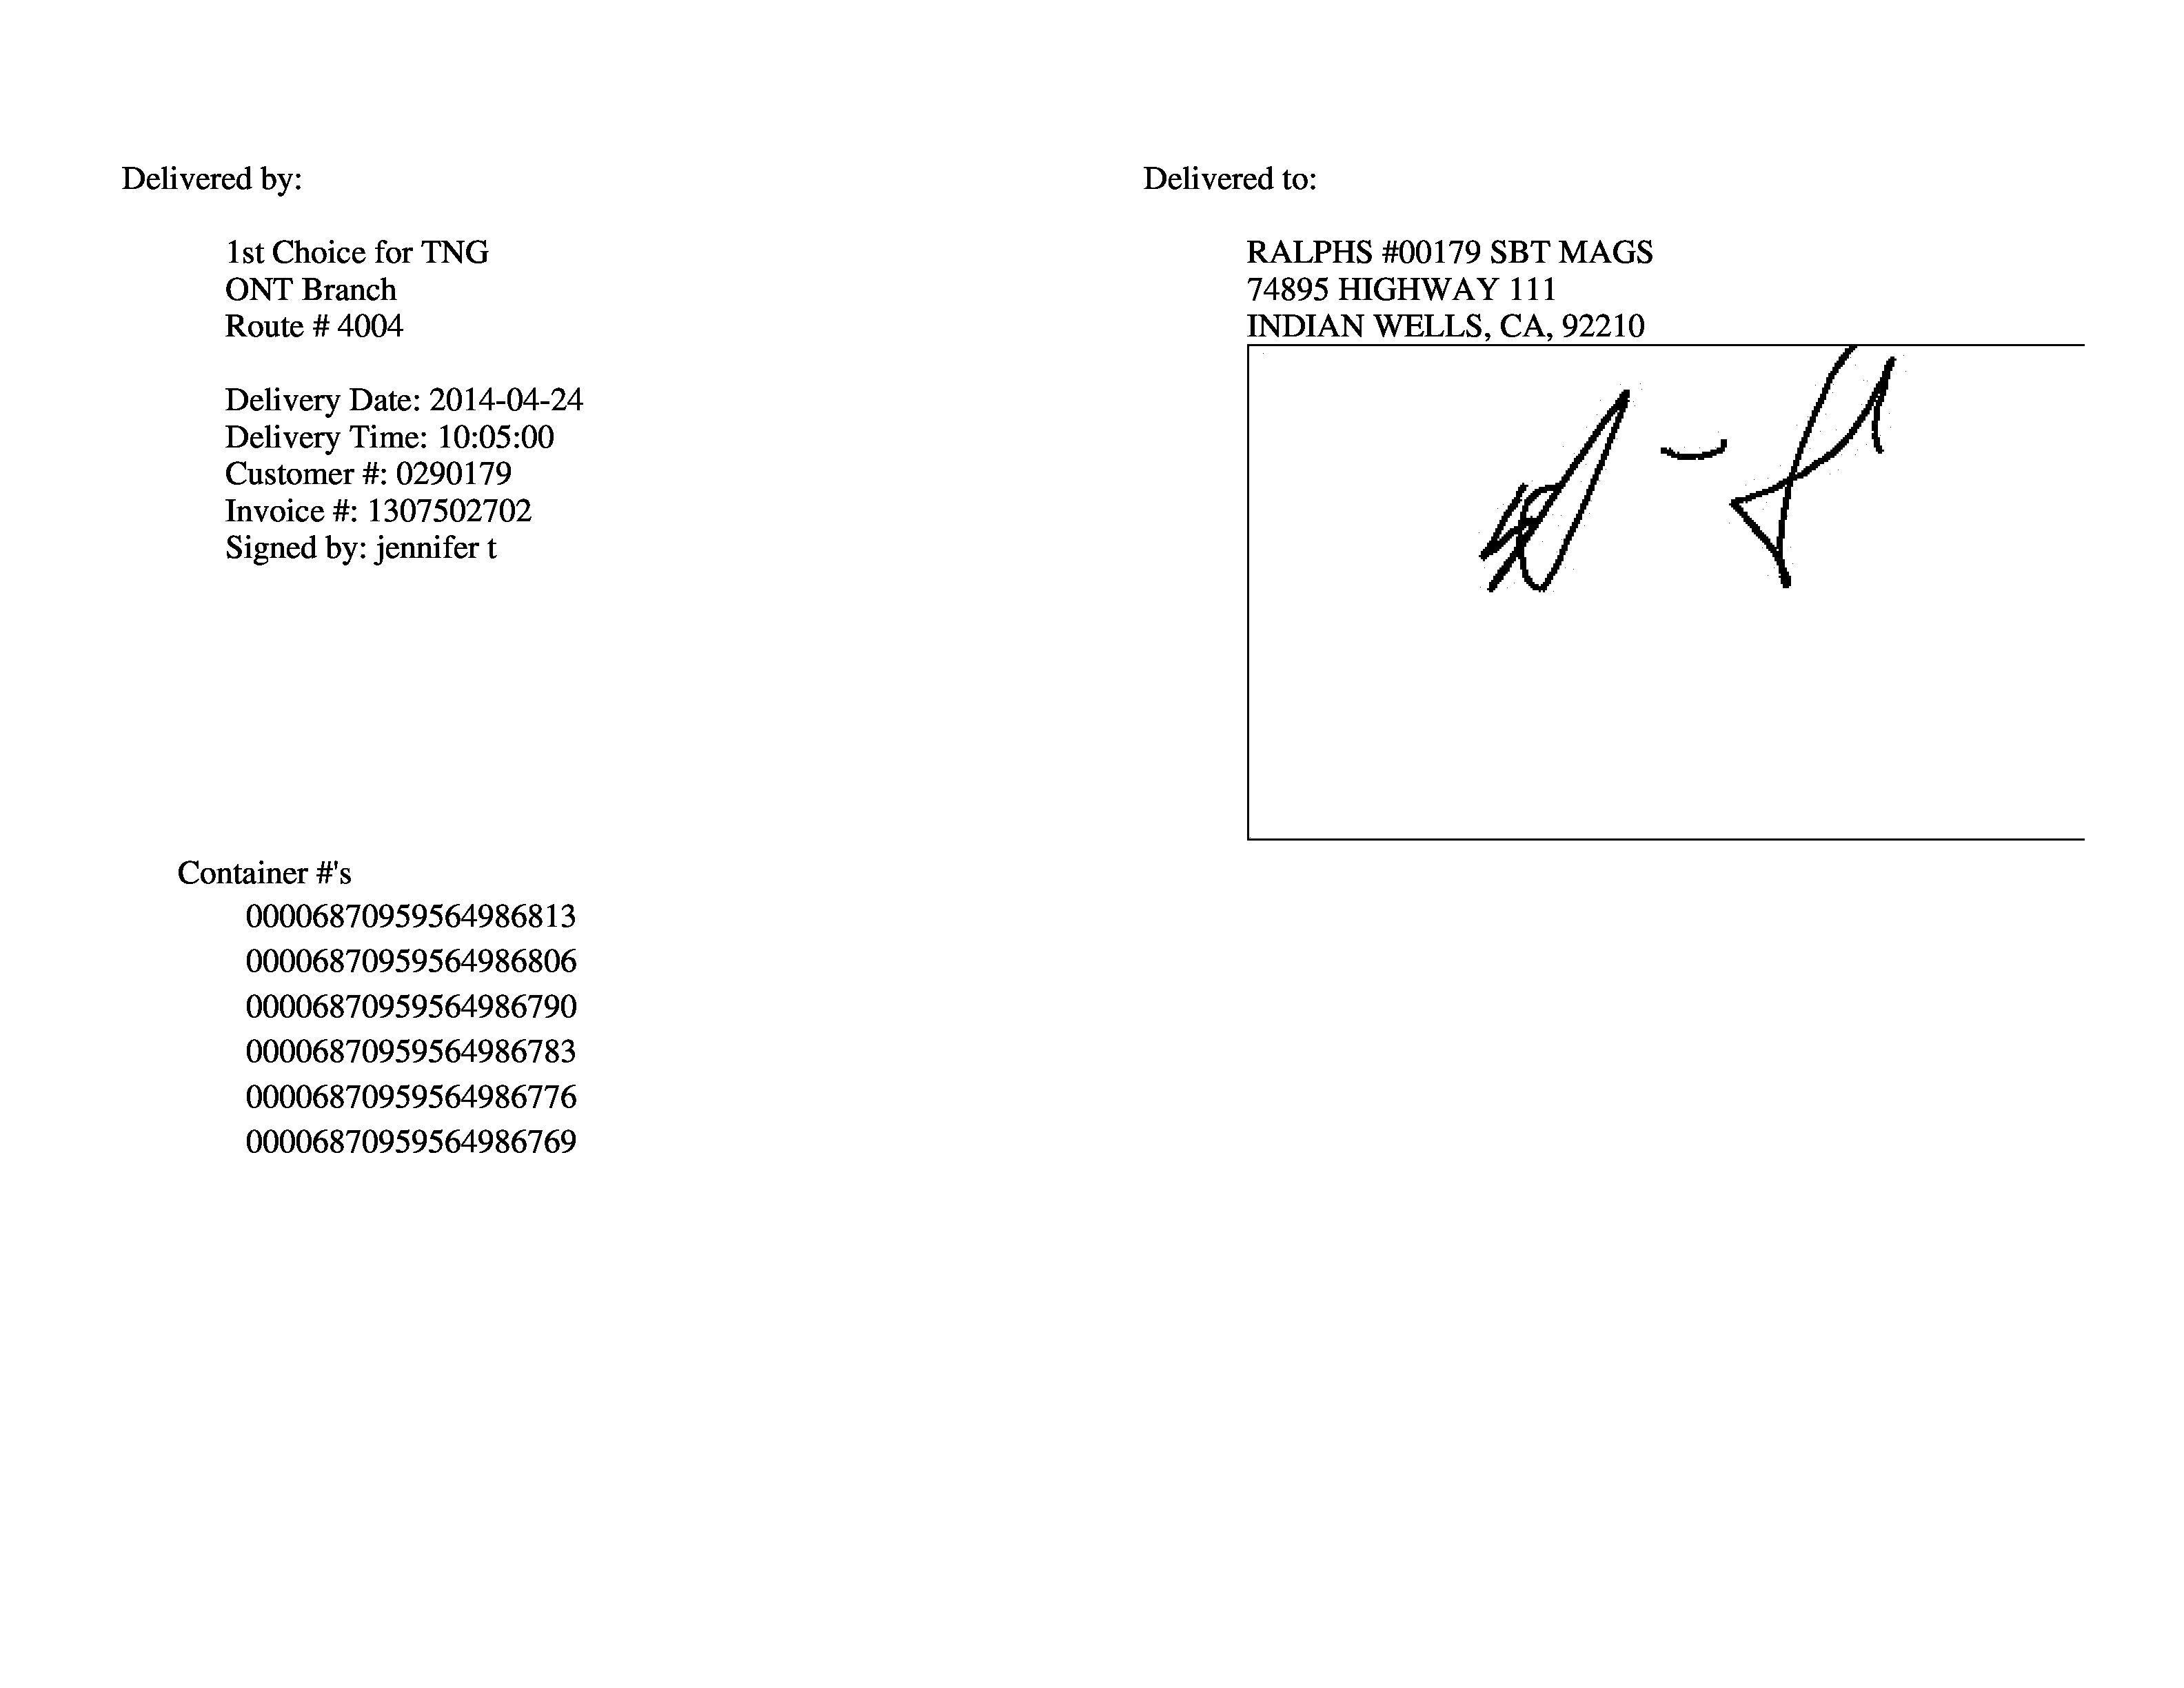 Delivered by:
1st Choice for TNG
ONT Branch
Route # 4004
Delivery Date: 2014-04-24
Delivery Time: 10:05:00
Customer #: 0290179
Invoice #: 1307502702
Signed by: jennifer t
Delivered to:
RALPHS #00179 SBT MAGS
74895 HIGHWAY 111
INDIAN WELLS, CA, 92210
Container #'s
00006870959564986813
00006870959564986806
00006870959564986790
00006870959564986783
00006870959564986776
00006870959564986769